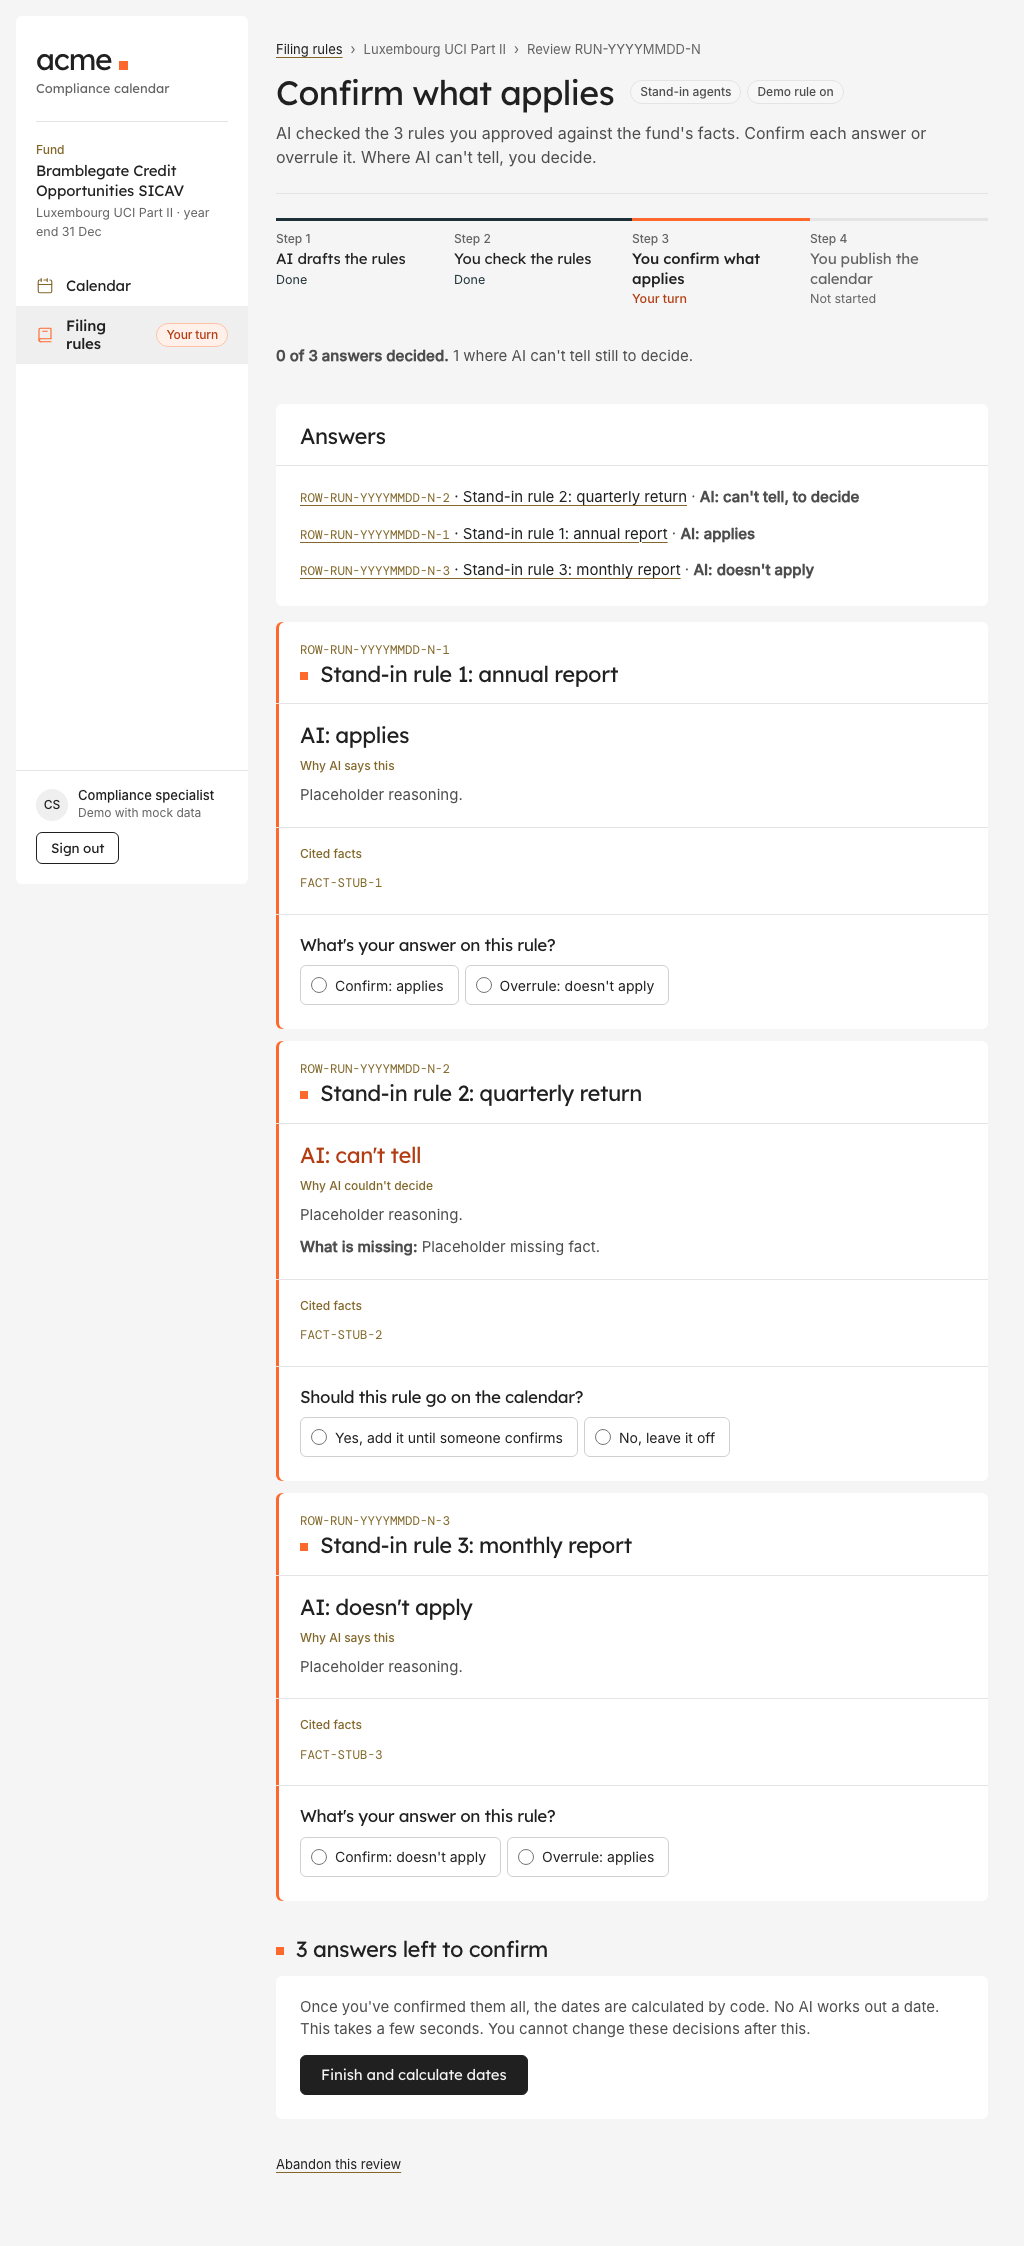 acme
Compliance calendar
Fund
Bramblegate Credit
Opportunities SICAV
Luxembourg UCI Part II · year
end 31 Dec
Calendar
Filing
rules
Your turn
CS
Compliance specialist
Demo with mock data
Sign out
Filing rules › Luxembourg UCI Part II › Review RUN-YYYYMMDD-N
Confirm what applies
Stand-in agents
Demo rule on
AI checked the 3 rules you approved against the fund's facts. Confirm each answer or
overrule it. Where AI can't tell, you decide.
Step 1
AI drafts the rules
Done
Step 2
You check the rules
Done
Step 3
You confirm what
applies
Your turn
Step 4
You publish the
calendar
Not started
0 of 3 answers decided. 1 where AI can't tell still to decide.
Answers
ROW-RUN-YYYYMMDD-N-2 · Stand-in rule 2: quarterly return · AI: can't tell, to decide
ROW-RUN-YYYYMMDD-N-1 · Stand-in rule 1: annual report · AI: applies
ROW-RUN-YYYYMMDD-N-3 · Stand-in rule 3: monthly report · AI: doesn't apply
ROW-RUN-YYYYMMDD-N-1
Stand-in rule 1: annual report
AI: applies
Why AI says this
Placeholder reasoning.
Cited facts
FACT-STUB-1
What's your answer on this rule?
Confirm: applies
Overrule: doesn't apply
ROW-RUN-YYYYMMDD-N-2
Stand-in rule 2: quarterly return
AI: can't tell
Why AI couldn't decide
Placeholder reasoning.
What is missing: Placeholder missing fact.
Cited facts
FACT-STUB-2
Should this rule go on the calendar?
Yes, add it until someone confirms
No, leave it off
ROW-RUN-YYYYMMDD-N-3
Stand-in rule 3: monthly report
AI: doesn't apply
Why AI says this
Placeholder reasoning.
Cited facts
FACT-STUB-3
What's your answer on this rule?
Confirm: doesn't apply
Overrule: applies
3 answers left to confirm
Once you've confirmed them all, the dates are calculated by code. No AI works out a date.
This takes a few seconds. You cannot change these decisions after this.
Finish and calculate dates
Abandon this review